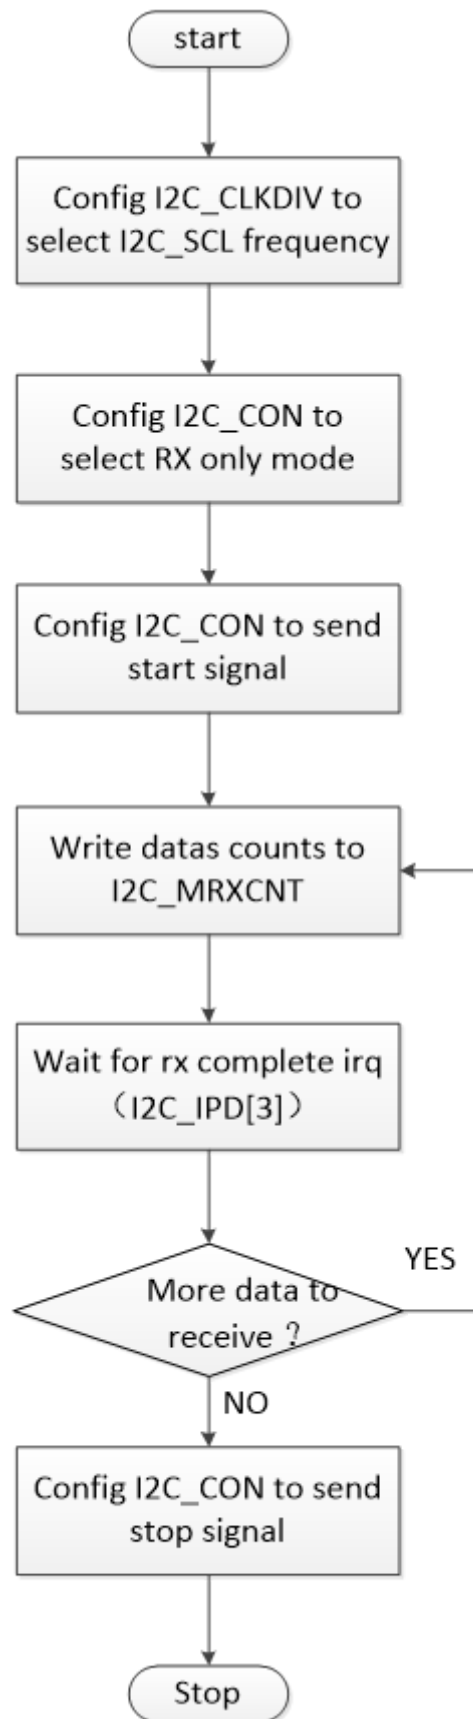 start
Config I2C_CLKDIV to
select I2C_SCL frequency
Config I2C_CON to
select RX only mode
Config I2C_CON to send
start signal
Write datas counts to
I2C_MRXCNT
Wait for rx complete irq
（I2C_IPD[3]）
More data to
receive ？
YES
NO
Config I2C_CON to send
stop signal
Stop